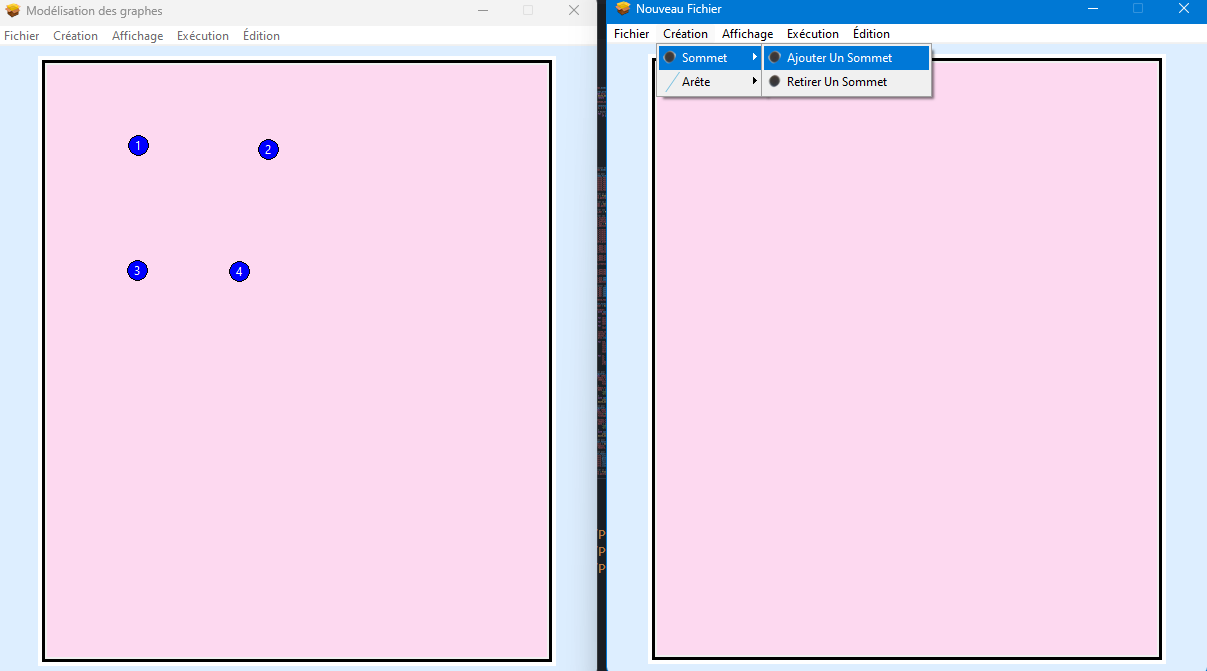 Modélisation des graphes
Fichier Création Affichage Exécution Édition
1
2
3
4
Nouveau Fichier
Fichier Création Affichage Exécution Édition
Sommet
Arête
Ajouter Un Sommet
Retirer Un Sommet
P
P
P